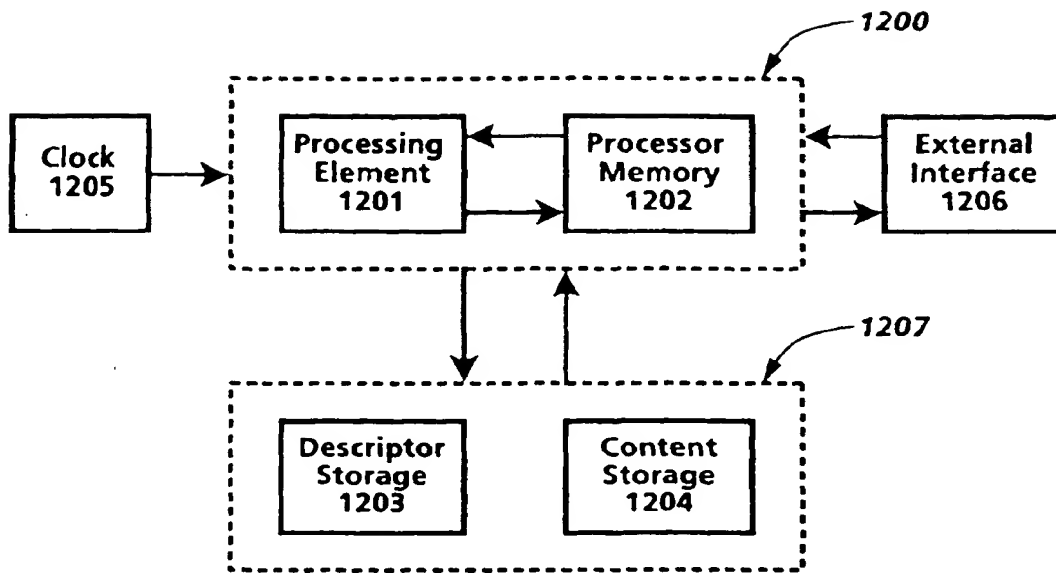 1200
Clock
1205
Processing
Element
1201
Processor
Memory
1202
External
Interface
1206
1207
Descriptor
Storage
1203
Content
Storage
1204